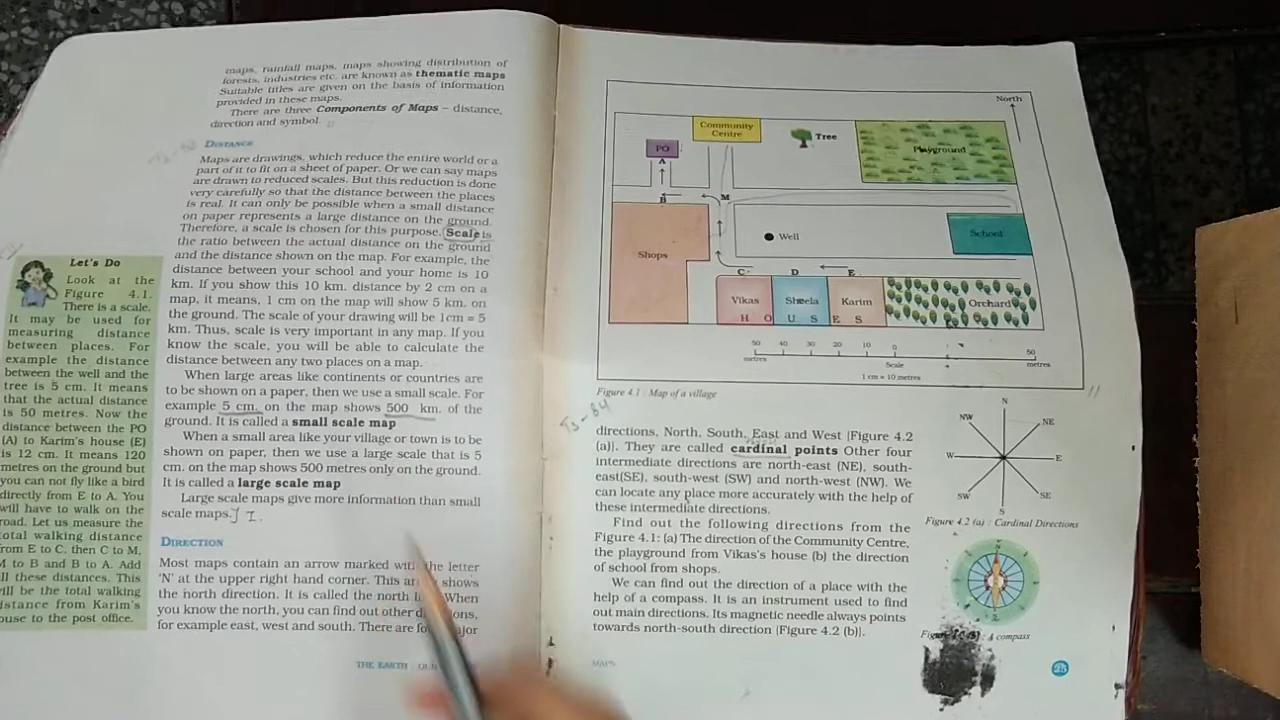 maps, rainfall maps, maps showing distribution of
forests, industries etc. are known as thematic maps
Suitable titles are given on the basis of information
provided in these maps.
There are three Components of Maps – distance,
direction and symbol.
DISTANCE
Maps are drawings, which reduce the entire world or a
part of it to fit on a sheet of paper. Or we can say maps
are drawn to reduced scales. But this reduction is done
very carefully so that the distance between the places
is real. It can only be possible when a small distance
on paper represents a large distance on the ground.
Therefore, a scale is chosen for this purpose. Scale is
the ratio between the actual distance on the ground
and the distance shown on the map. For example, the
distance between your school and your home is 10
km. If you show this 10 km. distance by 2 cm on a
map, it means, 1 cm on the map will show 5 km. on
the ground. The scale of your drawing will be 1cm = 5
km. Thus, scale is very important in any map. If you
know the scale, you will be able to calculate the
distance between any two places on a map.
When large areas like continents or countries are
to be shown on a paper, then we use a small scale. For
example 5 cm. on the map shows 500 km. of the
ground. It is called a small scale map
When a small area like your village or town is to be
shown on paper, then we use a large scale that is 5
cm. on the map shows 500 metres only on the ground.
It is called a large scale map
Large scale maps give more information than small
scale maps.
DIRECTION
Most maps contain an arrow marked with the letter
'N' at the upper right hand corner. This shows
the north direction. It is called the north When
you know the north, you can find out other
for example east, west and south. There are
THE EARTH
Let's Do
Look at the
Figure 4.1.
There is a scale.
It may be used for
measuring distance
between places. For
example the distance
between the well and the
tree is 5 cm. It means
that the actual distance
is 50 metres. Now the
distance between the PO
(A) to Karim's house (E)
is 12 cm. It means 120
metres on the ground but
you can not fly like a bird
directly from E to A. You
will have to walk on the
road. Let us measure the
total walking distance
from E to C, then C to M,
M to B and B to A. Add
all these distances. This
will be the total walking
distance from Karim's
house to the post office.
North
Community
Centre
Tree
Playground
PO
A
B
M
Well
School
Shops
C
D
E
Vikas
Sheela
Karim
Orchard
H O U S E S
50 40 30 20 10 0 50
metres Scale metres
1 cm = 10 metres
Figure 4.1 : Map of a village
directions, North, South, East and West [Figure 4.2
(a)]. They are called cardinal points Other four
intermediate directions are north-east (NE), south-
east(SE), south-west (SW) and north-west (NW). We
can locate any place more accurately with the help of
these intermediate directions.
Find out the following directions from the
Figure 4.1: (a) The direction of the Community Centre,
the playground from Vikas's house (b) the direction
of school from shops.
We can find out the direction of a place with the
help of a compass. It is an instrument used to find
out main directions. Its magnetic needle always points
towards north-south direction [Figure 4.2 (b)].
N
NW
NE
W
E
SW
SE
S
Figure 4.2 (a) : Cardinal Directions
: A compass
MAPS
25